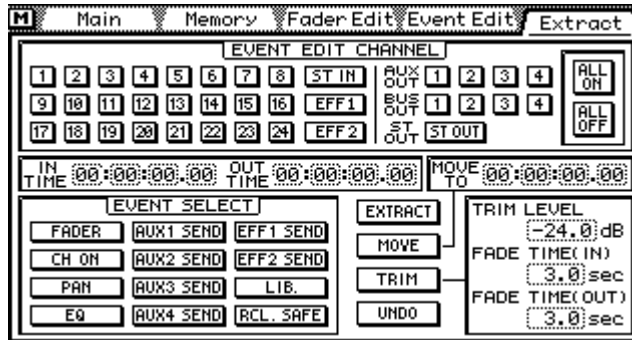 M Main Memory Fader Edit Event Edit Extract
EVENT EDIT CHANNEL
1 2 3 4 5 6 7 8 ST IN AUX OUT 1 2 3 4 ALL ON
9 10 11 12 13 14 15 16 EFF1 BUS OUT 1 2 3 4 ALL OFF
17 18 19 20 21 22 23 24 EFF2 ST OUT ST OUT
IN TIME 00:00:00.00 OUT TIME 00:00:00.00 MOVE TO 00:00:00.00
EVENT SELECT
FADER AUX1 SEND EFF1 SEND
CH ON AUX2 SEND EFF2 SEND
PAN AUX3 SEND LIB.
EQ AUX4 SEND RCL. SAFE
EXTRACT
MOVE
TRIM
UNDO
TRIM LEVEL
-24.0 dB
FADE TIME(IN)
3.0 sec
FADE TIME(OUT)
3.0 sec